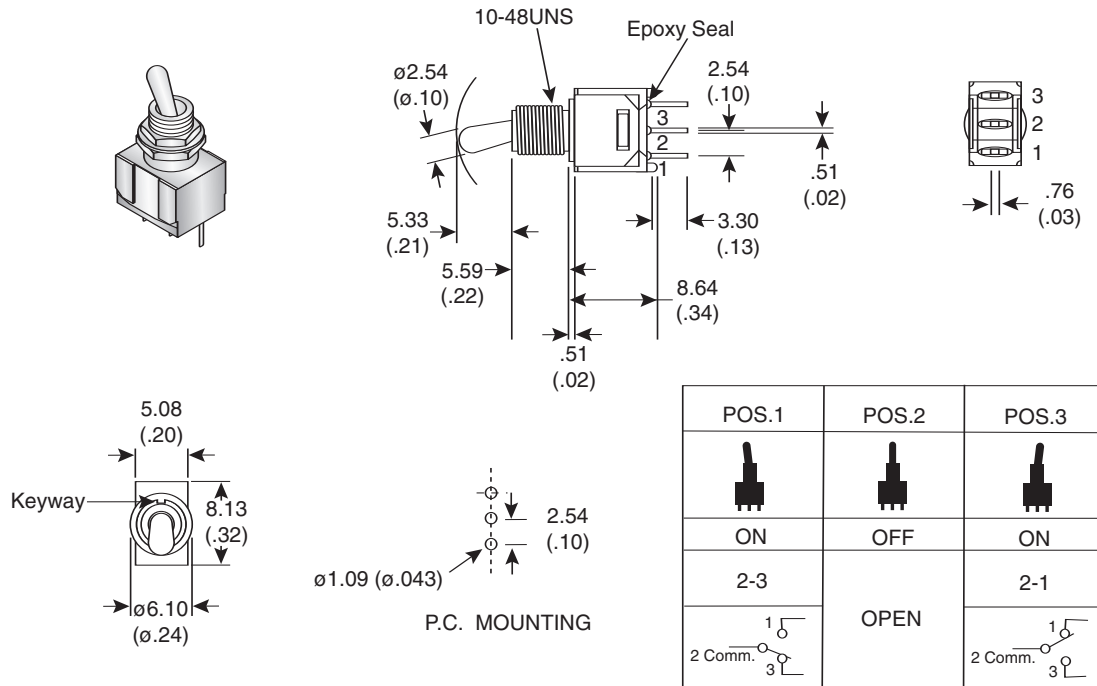 10-48UNS
Epoxy Seal
ø2.54
(ø.10)
2.54
(.10)
3
2
1
.51
(.02)
3
2
1
.76
(.03)
5.33
(.21)
3.30
(.13)
5.59
(.22)
8.64
(.34)
.51
(.02)
5.08
(.20)
Keyway
8.13
(.32)
ø6.10
(ø.24)
2.54
(.10)
ø1.09 (ø.043)
P.C. MOUNTING
POS.1 POS.2 POS.3
ON OFF ON
2-3 OPEN 2-1
1
2 Comm.
3
1
2 Comm.
3